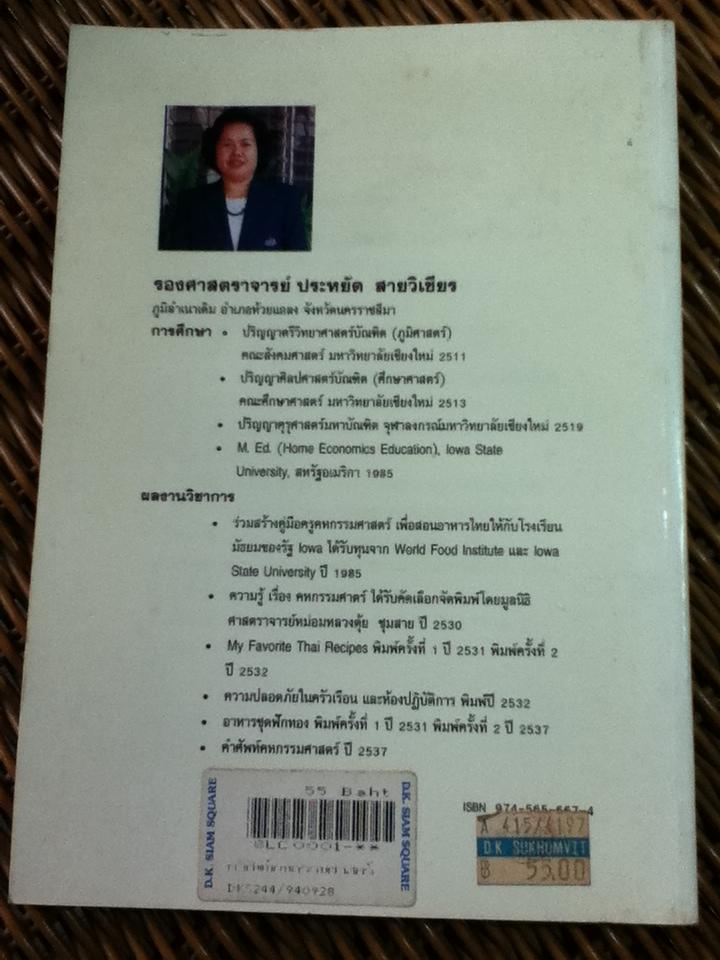 รองศาสตราจารย์ ประหยัด สายวิเชียร
ภูมิลำเนาเดิม อำเภอห้วยแถลง จังหวัดนครราชสีมา
การศึกษา • ปริญญาตรีวิทยาศาสตร์บัณฑิต (ภูมิศาสตร์)
คณะสังคมศาสตร์ มหาวิทยาลัยเชียงใหม่ 2511
• ปริญญาศิลปศาสตร์บัณฑิต (ศึกษาศาสตร์)
คณะศึกษาศาสตร์ มหาวิทยาลัยเชียงใหม่ 2513
• ปริญญาคุรุศาสตร์มหาบัณฑิต จุฬาลงกรณ์มหาวิทยาลัยเชียงใหม่ 2519
• M. Ed. (Home Economics Education), Iowa State
University, สหรัฐอเมริกา 1985
ผลงานวิชาการ
• ร่วมสร้างคู่มือครูคหกรรมศาสตร์ เพื่อสอนอาหารไทยให้กับโรงเรียน
มัธยมของรัฐ Iowa ได้รับทุนจาก World Food Institute และ Iowa
State University ปี 1985
• ความรู้ เรื่อง คหกรรมศาตร์ ได้รับคัดเลือกจัดพิมพ์โดยมูลนิธิ
ศาสตราจารย์หม่อมหลวงตุ้ย ชุมสาย ปี 2530
• My Favorite Thai Recipes พิมพ์ครั้งที่ 1 ปี 2531 พิมพ์ครั้งที่ 2
ปี 2532
• ความปลอดภัยในครัวเรือน และห้องปฏิบัติการ พิมพ์ปี 2532
• อาหารชุดฟักทอง พิมพ์ครั้งที่ 1 ปี 2531 พิมพ์ครั้งที่ 2 ปี 2537
• คำศัพท์คหกรรมศาสตร์ ปี 2537
D.K. SIAM SQUARE
55 Baht
@LC0001-**
DK5244/940928
D.K. SIAM SQUARE
ISBN 974-565-667-4
A 415/4197
D.K. SUKHUMVIT
฿ 55.00